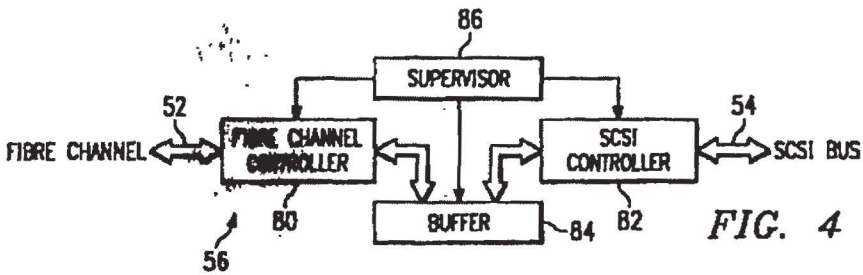 86
SUPERVISOR
52
54
FIBRE CHANNEL
FIBRE CHANNEL
CONTROLLER
SCSI
CONTROLLER
SCSI BUS
80
BUFFER
84
82
FIG. 4
56